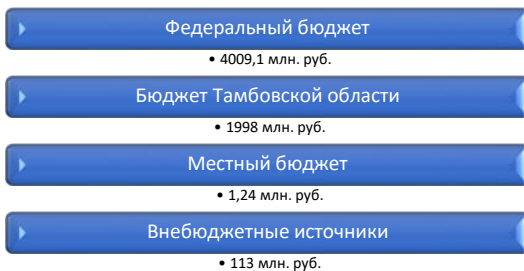 Федеральный бюджет
• 4009,1 млн. руб.
Бюджет Тамбовской области
• 1998 млн. руб.
Местный бюджет
• 1,24 млн. руб.
Внебюджетные источники
• 113 млн. руб.